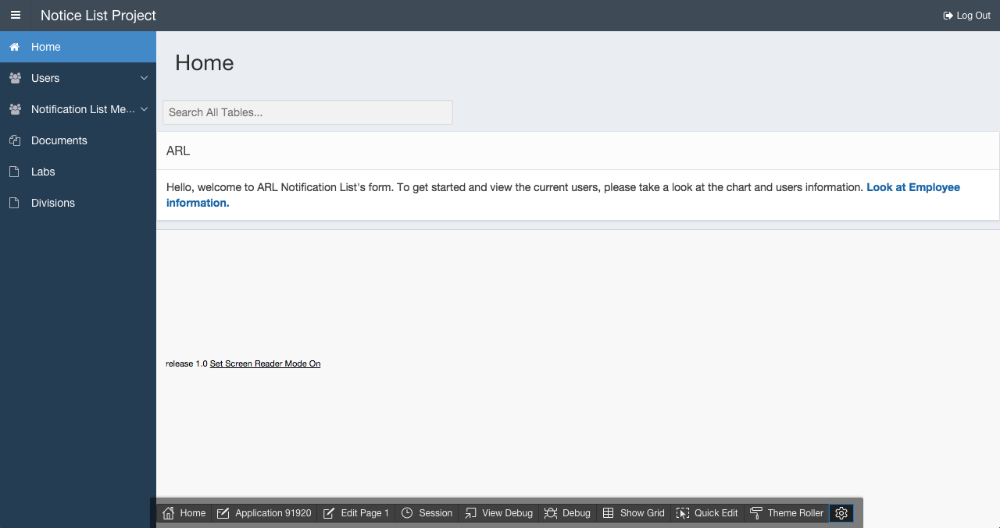 Notice List Project
Log Out
Home
Users
Notification List Me...
Documents
Labs
Divisions
Home
Search All Tables...
ARL
Hello, welcome to ARL Notification List's form. To get started and view the current users, please take a look at the chart and users information. Look at Employee
information.
release 1.0 Set Screen Reader Mode On
Home Application 91920 Edit Page 1 Session View Debug Debug Show Grid Quick Edit Theme Roller